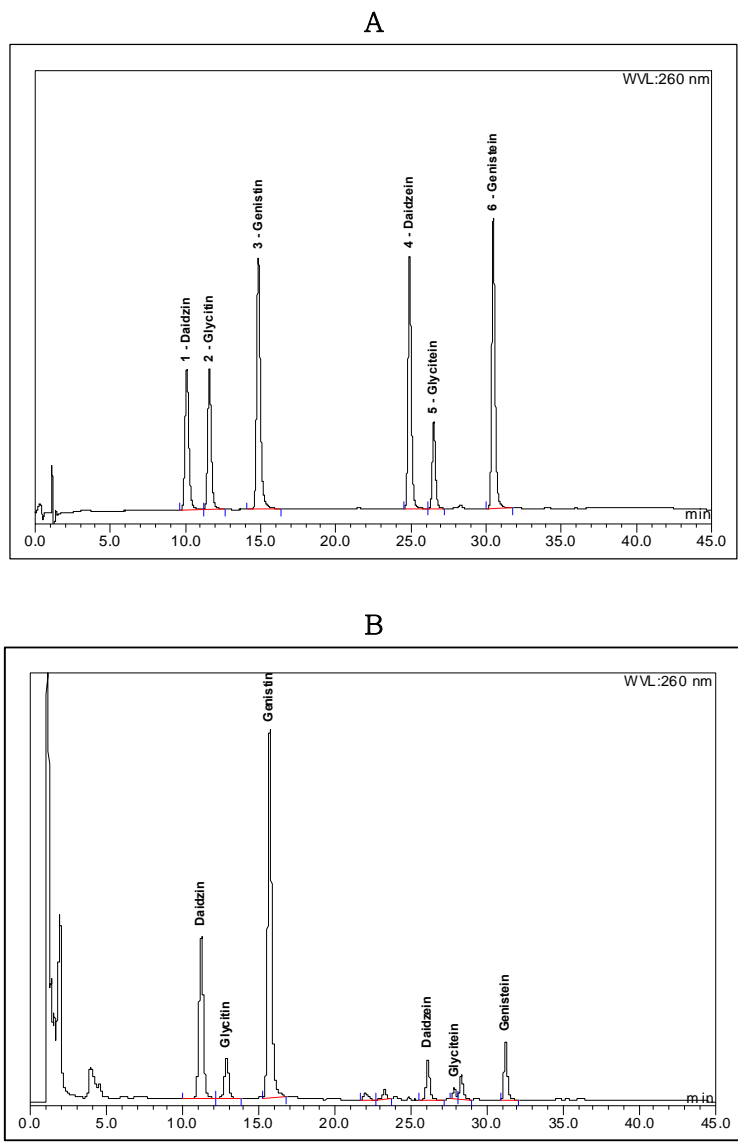 A
WVL:260 nm
1 - Daidzin
2 - Glycitin
3 - Genistin
4 - Daidzein
5 - Glycitein
6 - Genistein
min
0.0 5.0 10.0 15.0 20.0 25.0 30.0 35.0 40.0 45.0
B
WVL:260 nm
Daidzin
Glycitin
Genistin
Daidzein
Glycitein
Genistein
min
0.0 5.0 10.0 15.0 20.0 25.0 30.0 35.0 40.0 45.0